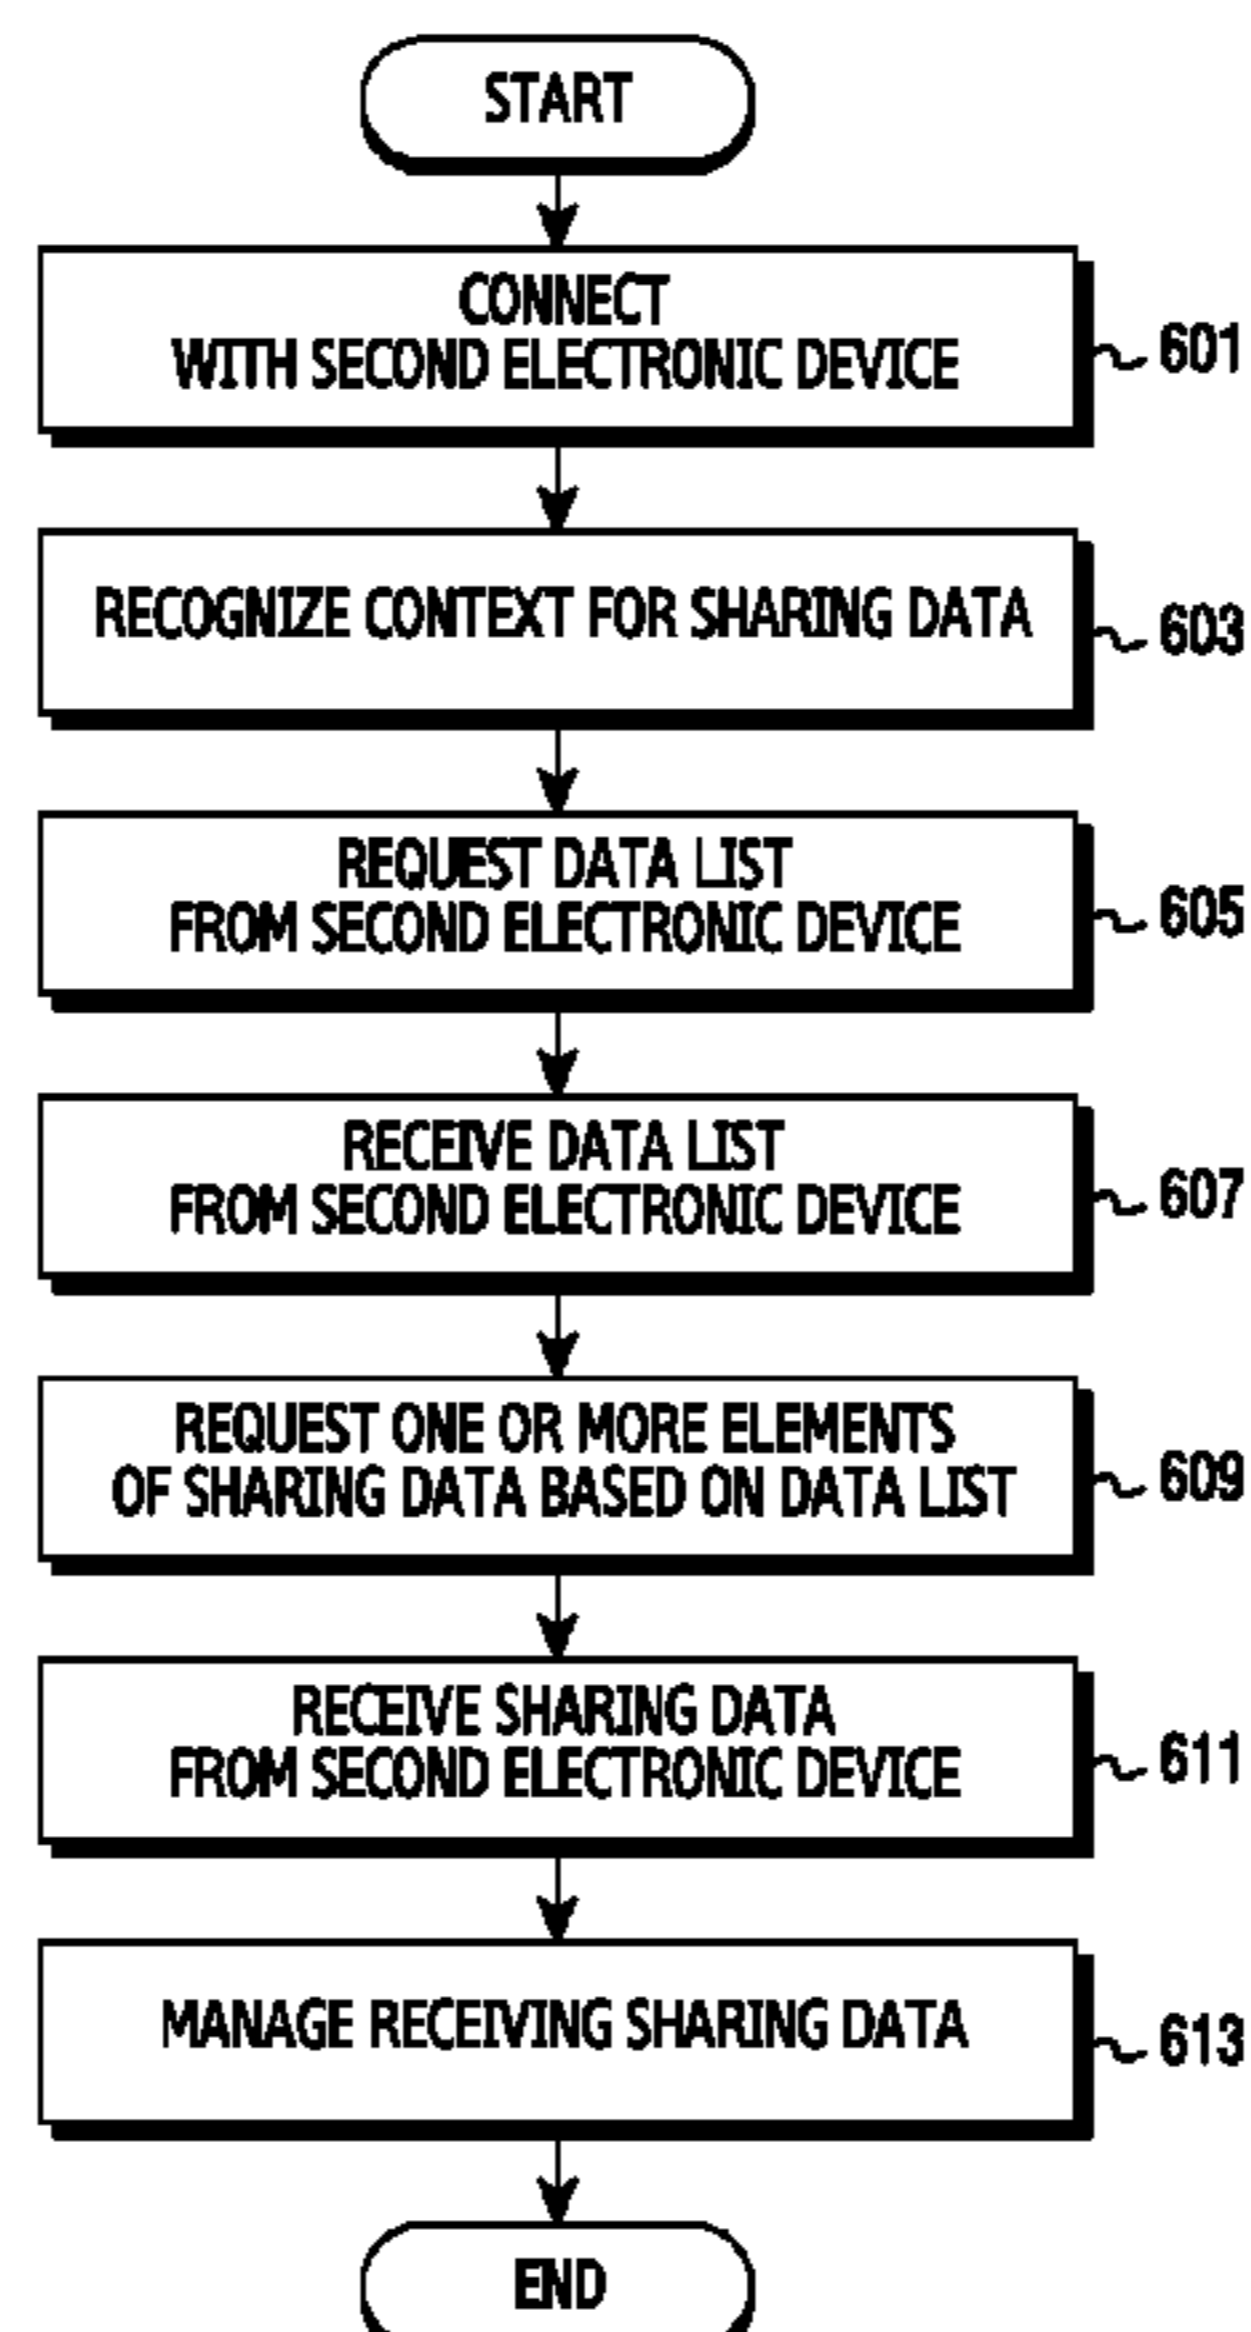 START
CONNECT
WITH SECOND ELECTRONIC DEVICE
601
RECOGNIZE CONTEXT FOR SHARING DATA
603
REQUEST DATA LIST
FROM SECOND ELECTRONIC DEVICE
605
RECEIVE DATA LIST
FROM SECOND ELECTRONIC DEVICE
607
REQUEST ONE OR MORE ELEMENTS
OF SHARING DATA BASED ON DATA LIST
609
RECEIVE SHARING DATA
FROM SECOND ELECTRONIC DEVICE
611
MANAGE RECEIVING SHARING DATA
613
END